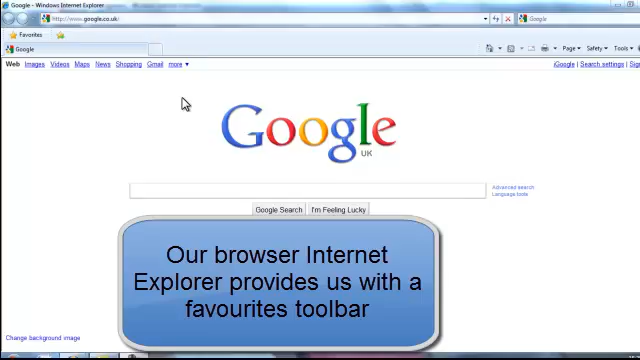 Google - Windows Internet Explorer
http://www.google.co.uk/
Google
Favorites
Google
Page
Safety
Tools
Web Images Videos Maps News Shopping Gmail more
iGoogle | Search settings | Sign
Google
UK
Advanced search
Language tools
Google Search
I'm Feeling Lucky
Our browser Internet
Explorer provides us with a
favourites toolbar
Change background image